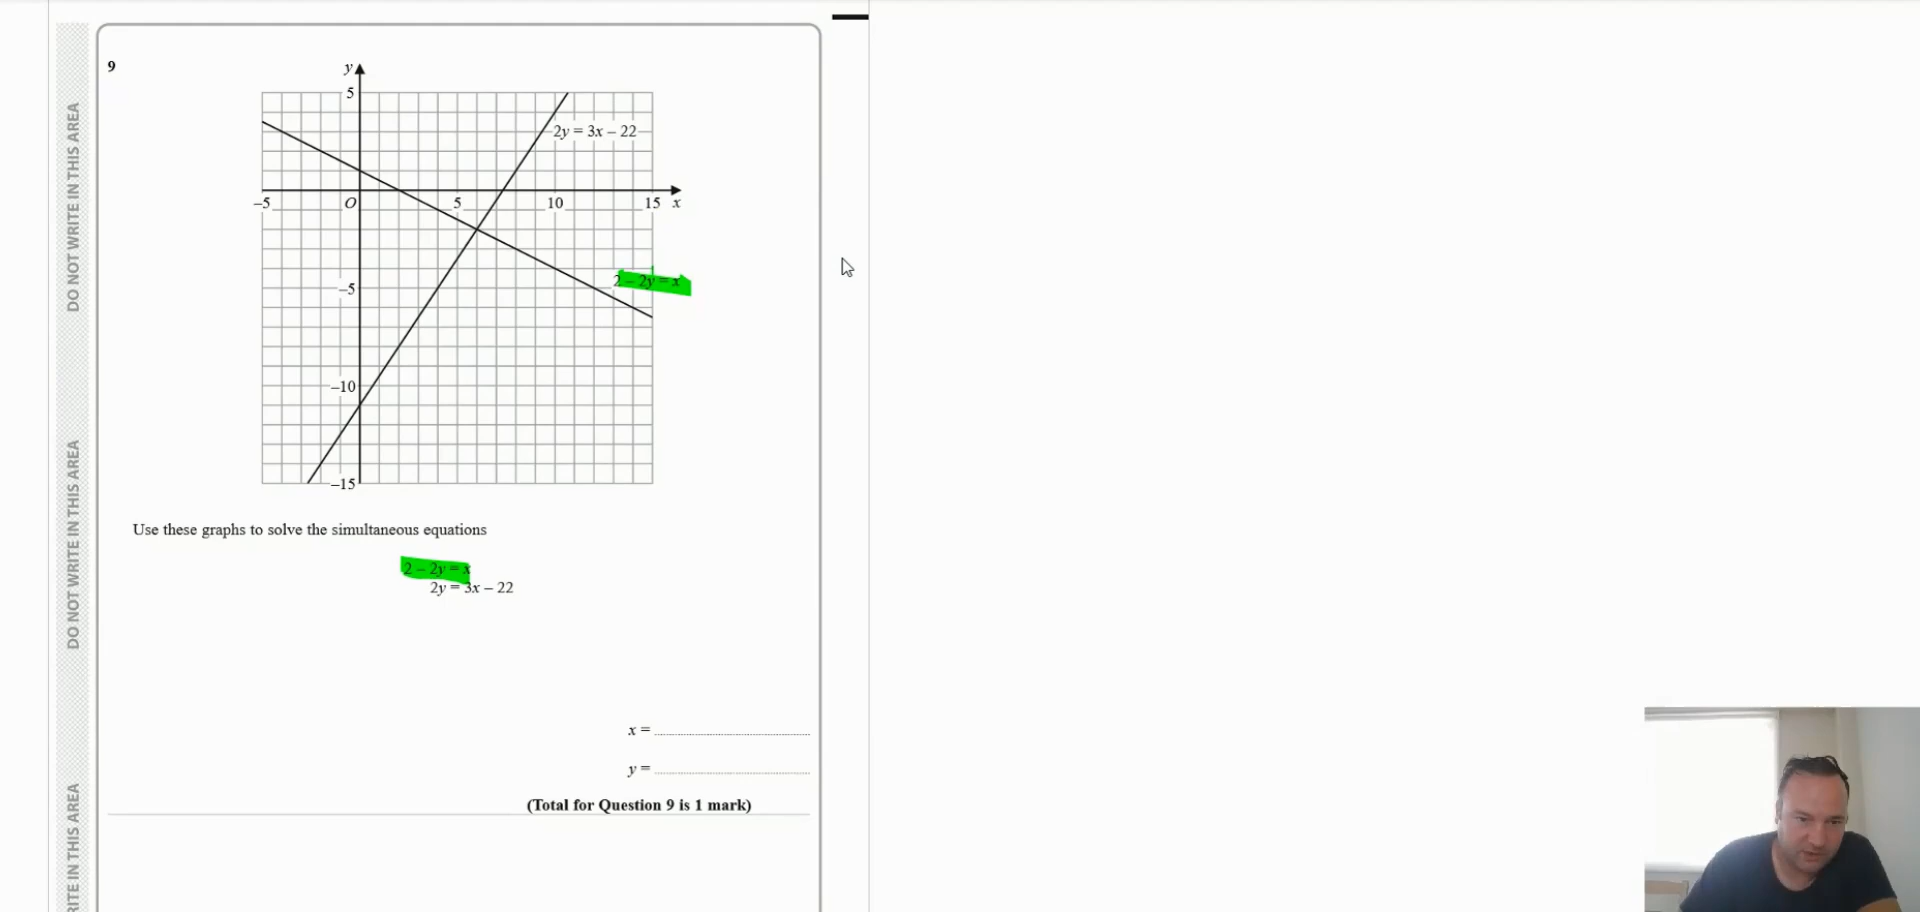 DO NOT WRITE IN THIS AREA
DO NOT WRITE IN THIS AREA
RITE IN THIS AREA
9
y
5
2y = 3x – 22
–5
O
5
10
15
x
2 – 2y = x
–5
–10
–15
Use these graphs to solve the simultaneous equations
2 – 2y = x
2y = 3x – 22
x =
y =
(Total for Question 9 is 1 mark)